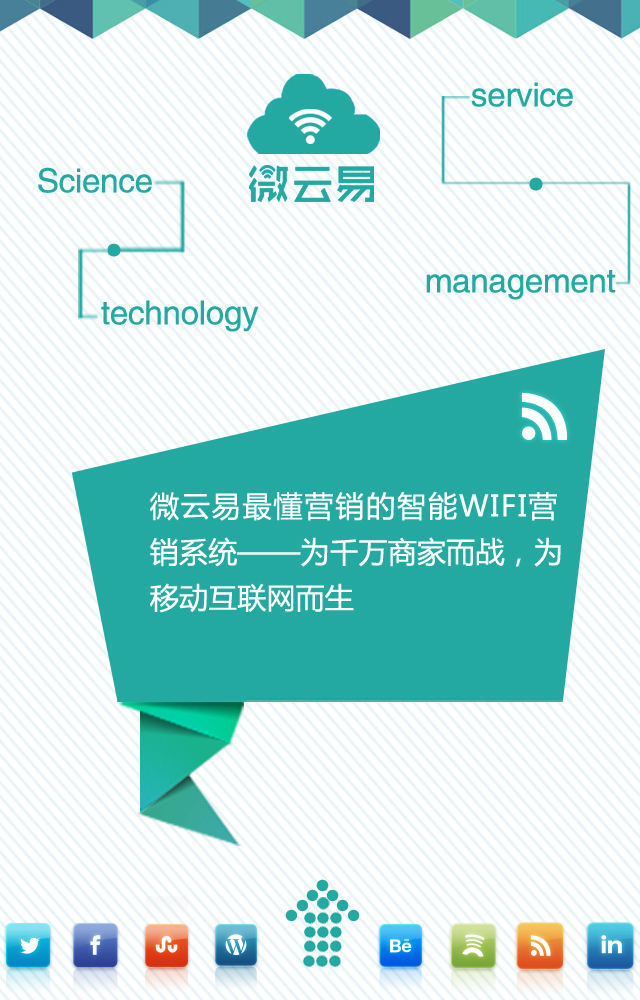 service
Science
微云易
management
technology
微云易最懂营销的智能WIFI营
销系统——为千万商家而战，为
移动互联网而生
f
W
Bē
in